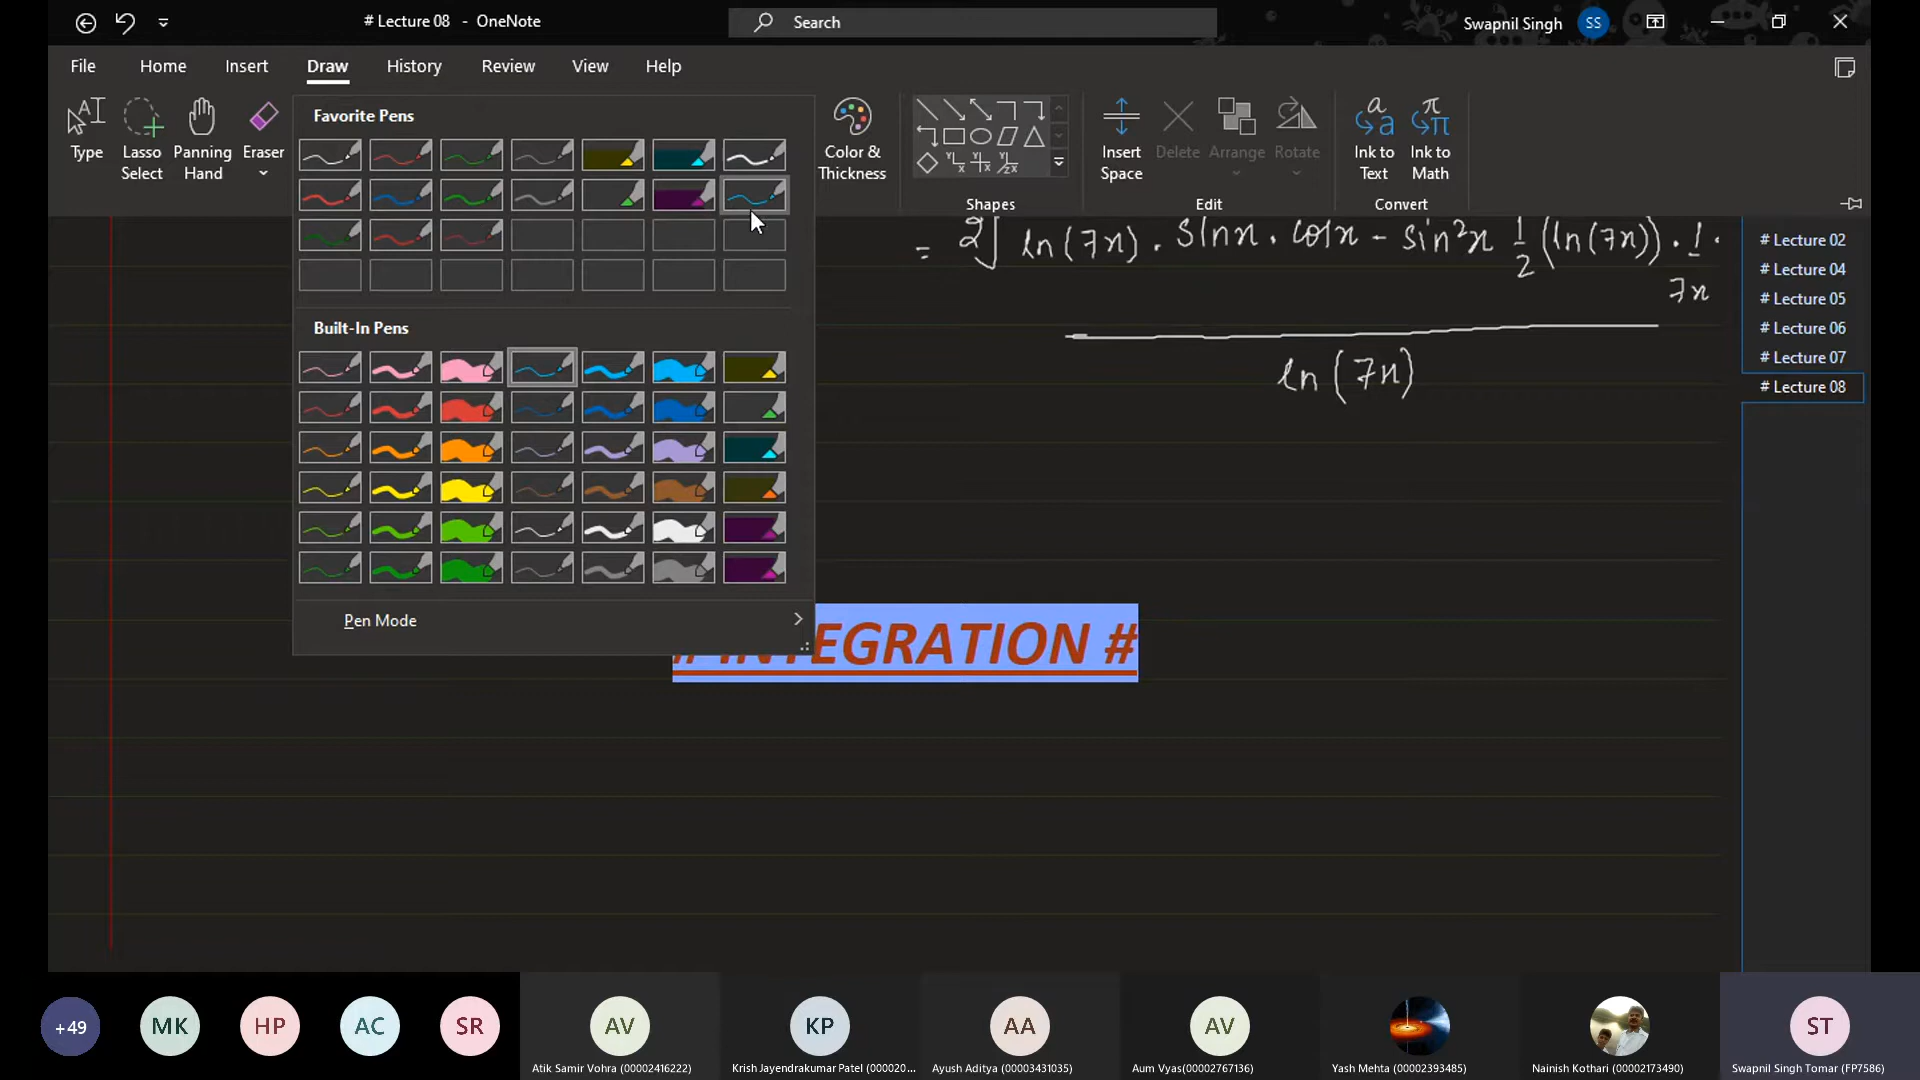 # Lecture 08 - OneNote
Search
Swapnil Singh
SS
File Home Insert Draw History Review View Help
Type
Lasso Select
Panning Hand
Eraser
Favorite Pens
Built-In Pens
Pen Mode
Color & Thickness
Shapes
Insert Space
Delete
Arrange
Rotate
Edit
Ink to Text
Ink to Math
Convert
= 2∫ ln(7x) . sinx . cosx - sin²x 1/2 (ln(7x)) . 1/7x .
ln (7x)
# INTEGRATION #
# Lecture 02
# Lecture 04
# Lecture 05
# Lecture 06
# Lecture 07
# Lecture 08
+49
MK
HP
AC
SR
AV
KP
AA
AV
ST
Atik Samir Vohra (00002416222)
Krish Jayendrakumar Patel (000020...
Ayush Aditya (00003431035)
Aum Vyas(00002767136)
Yash Mehta (00002393485)
Nainish Kothari (00002173490)
Swapnil Singh Tomar (FP7586)